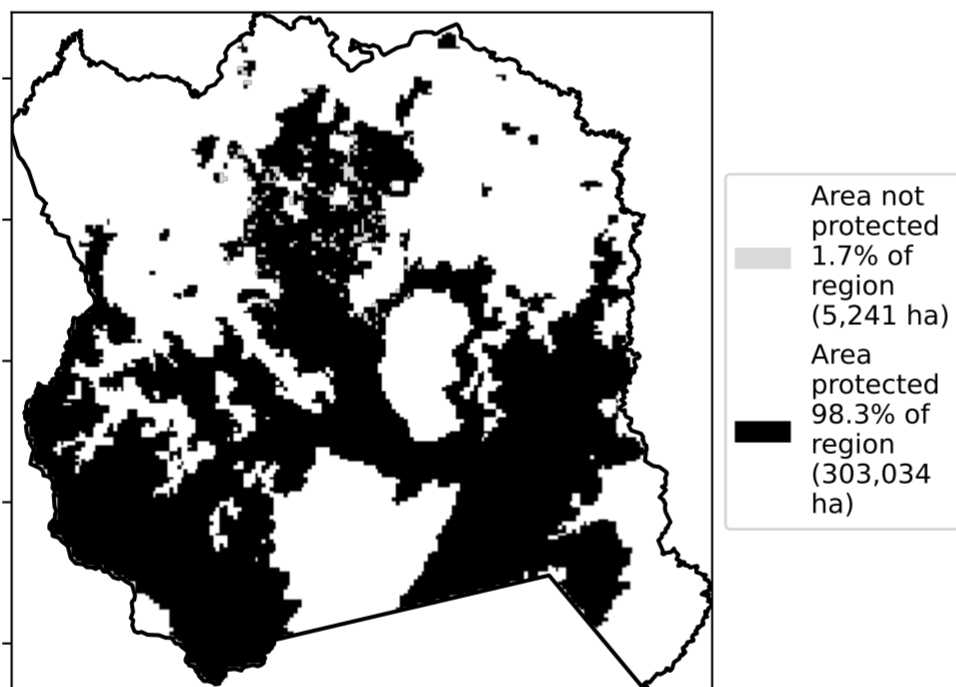 Area not
protected
1.7% of
region
(5,241 ha)
Area
protected
98.3% of
region
(303,034
ha)